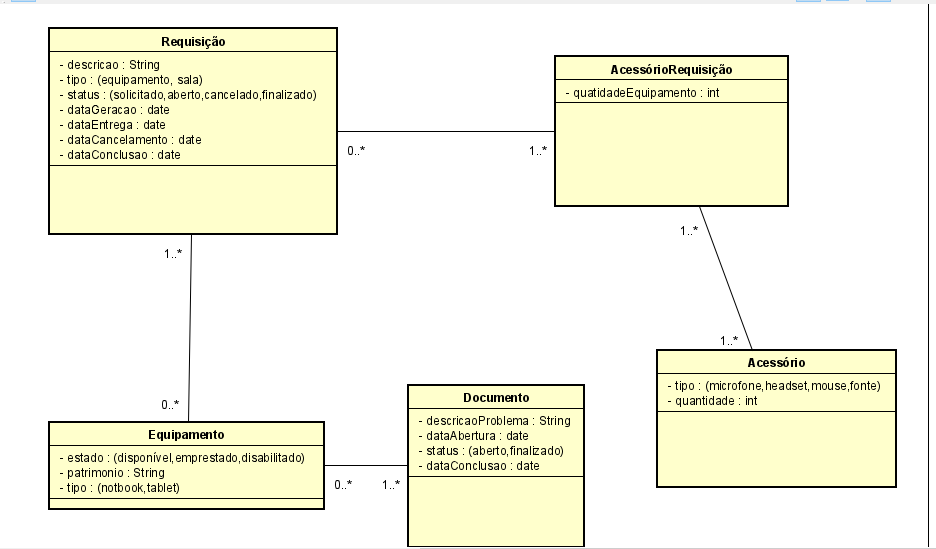 Requisição
- descricao : String
- tipo : (equipamento, sala)
- status : (solicitado,aberto,cancelado,finalizado)
- dataGeracao : date
- dataEntrega : date
- dataCancelamento : date
- dataConclusao : date
AcessórioRequisição
- quatidadeEquipamento : int
0..*
1..*
1..*
1..*
1..*
0..*
Acessório
- tipo : (microfone,headset,mouse,fonte)
- quantidade : int
Equipamento
- estado : (disponível,emprestado,disabilitado)
- patrimonio : String
- tipo : (notbook,tablet)
0..*
1..*
Documento
- descricaoProblema : String
- dataAbertura : date
- status : (aberto,finalizado)
- dataConclusao : date